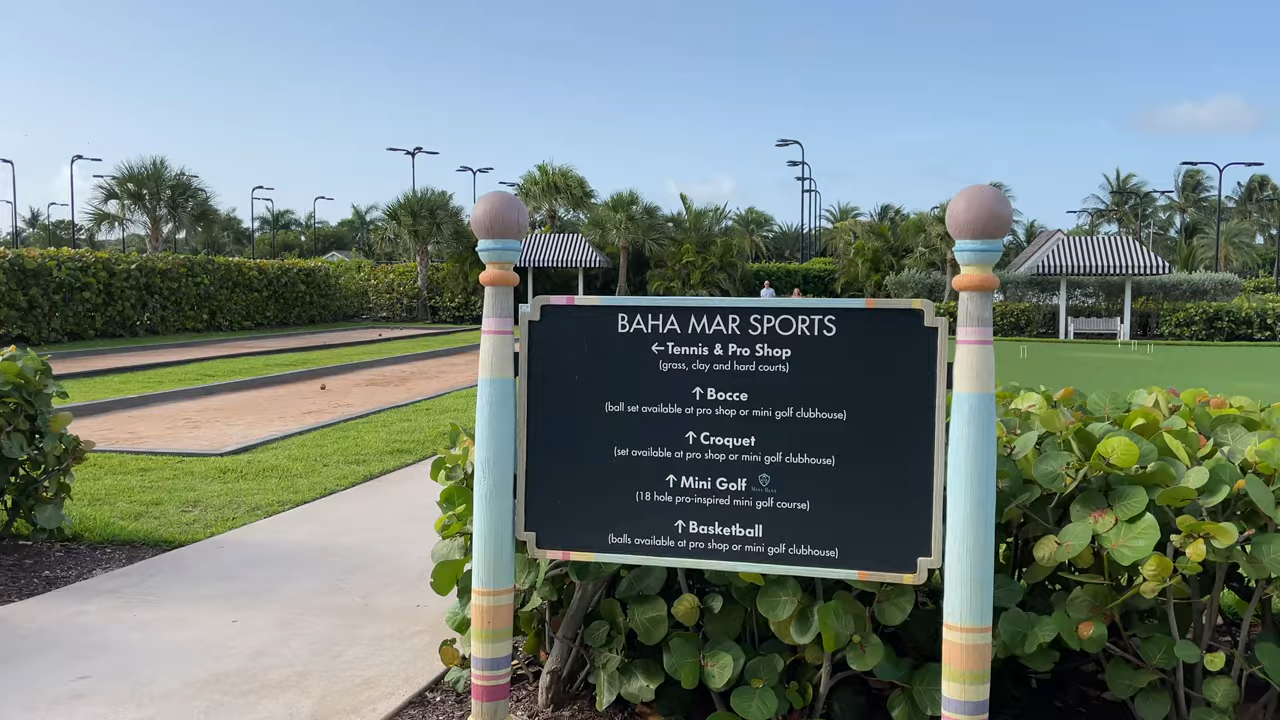 BAHA MAR SPORTS
←Tennis & Pro Shop
(grass, clay and hard courts)
↑Bocce
(ball set available at pro shop or mini golf clubhouse)
↑Croquet
(set available at pro shop or mini golf clubhouse)
↑Mini Golf
(18 hole pro-inspired mini golf course)
↑Basketball
(balls available at pro shop or mini golf clubhouse)